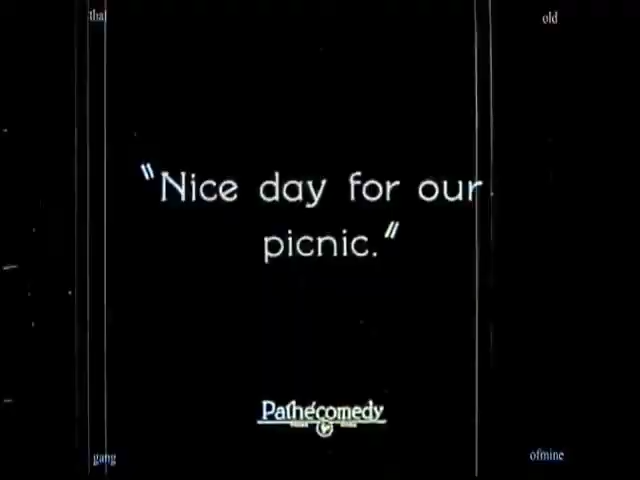 that old
"Nice day for our
picnic."
Pathécomedy
gang ofmine